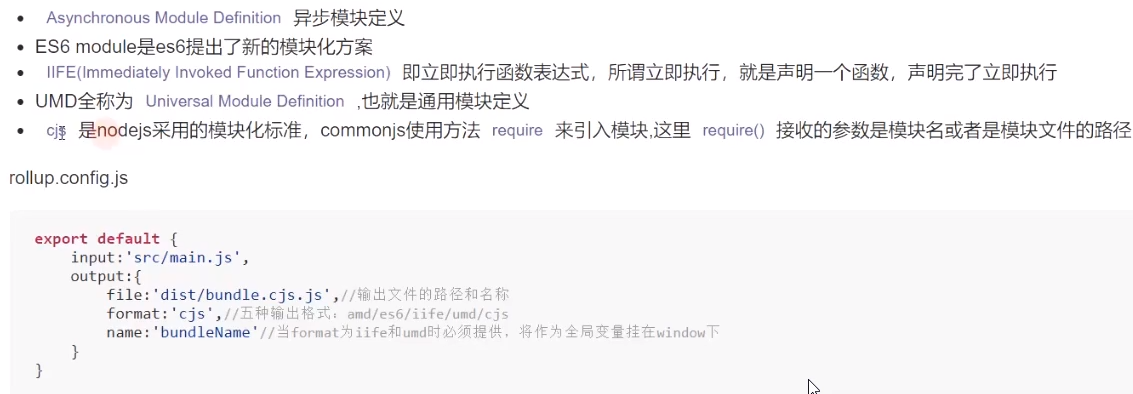 Asynchronous Module Definition 异步模块定义
ES6 module是es6提出了新的模块化方案
IIFE(Immediately Invoked Function Expression) 即立即执行函数表达式，所谓立即执行，就是声明一个函数，声明完了立即执行
UMD全称为 Universal Module Definition ,也就是通用模块定义
cjs 是nodejs采用的模块化标准，commonjs使用方法 require 来引入模块,这里 require() 接收的参数是模块名或者是模块文件的路径
rollup.config.js
export default {
    input:'src/main.js',
    output:{
        file:'dist/bundle.cjs.js',//输出文件的路径和名称
        format:'cjs',//五种输出格式：amd/es6/iife/umd/cjs
        name:'bundleName'//当format为iife和umd时必须提供，将作为全局变量挂在window下
    }
}